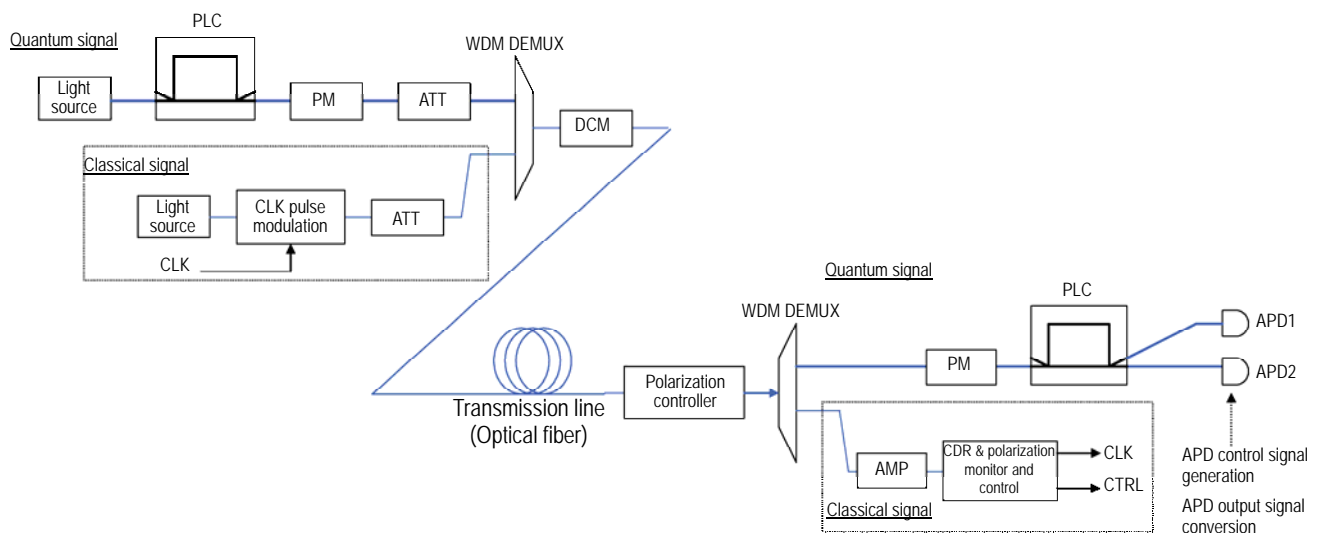 PLC
Quantum signal
WDM DEMUX
Light
source
PM
ATT
DCM
Classical signal
Light
source
CLK pulse
modulation
ATT
CLK
Quantum signal
PLC
WDM DEMUX
APD1
PM
APD2
Polarization
controller
Transmission line
(Optical fiber)
AMP
CDR & polarization
monitor and
control
CLK
CTRL
Classical signal
APD control signal
generation
APD output signal
conversion